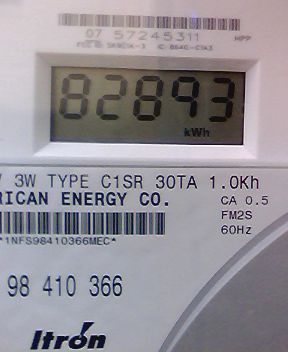 07 57245311 HPP
82893
kWh
3W TYPE C1SR 30TA 1.0Kh
RICAN ENERGY CO. CA 0.5
FM2S
*1NFS98410366MEC* 60Hz
98 410 366
Itron